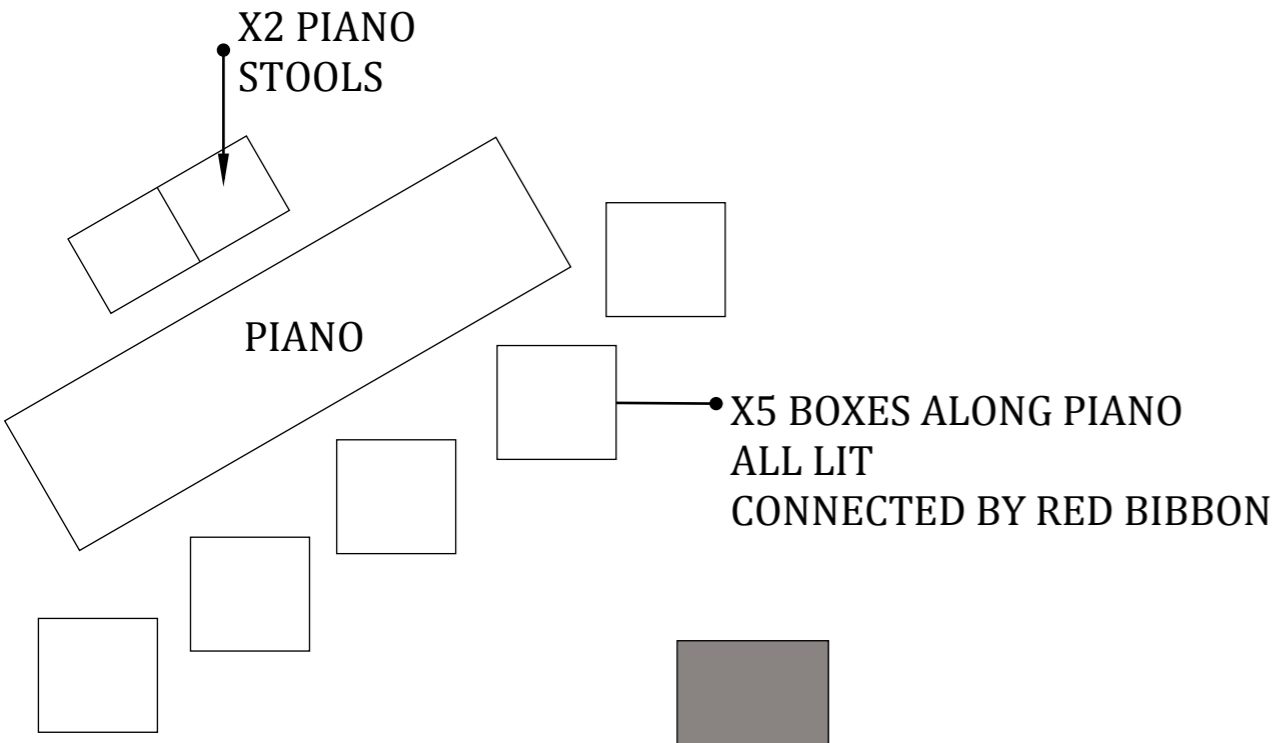 X2 PIANO
STOOLS
PIANO
X5 BOXES ALONG PIANO
ALL LIT
CONNECTED BY RED BIBBON